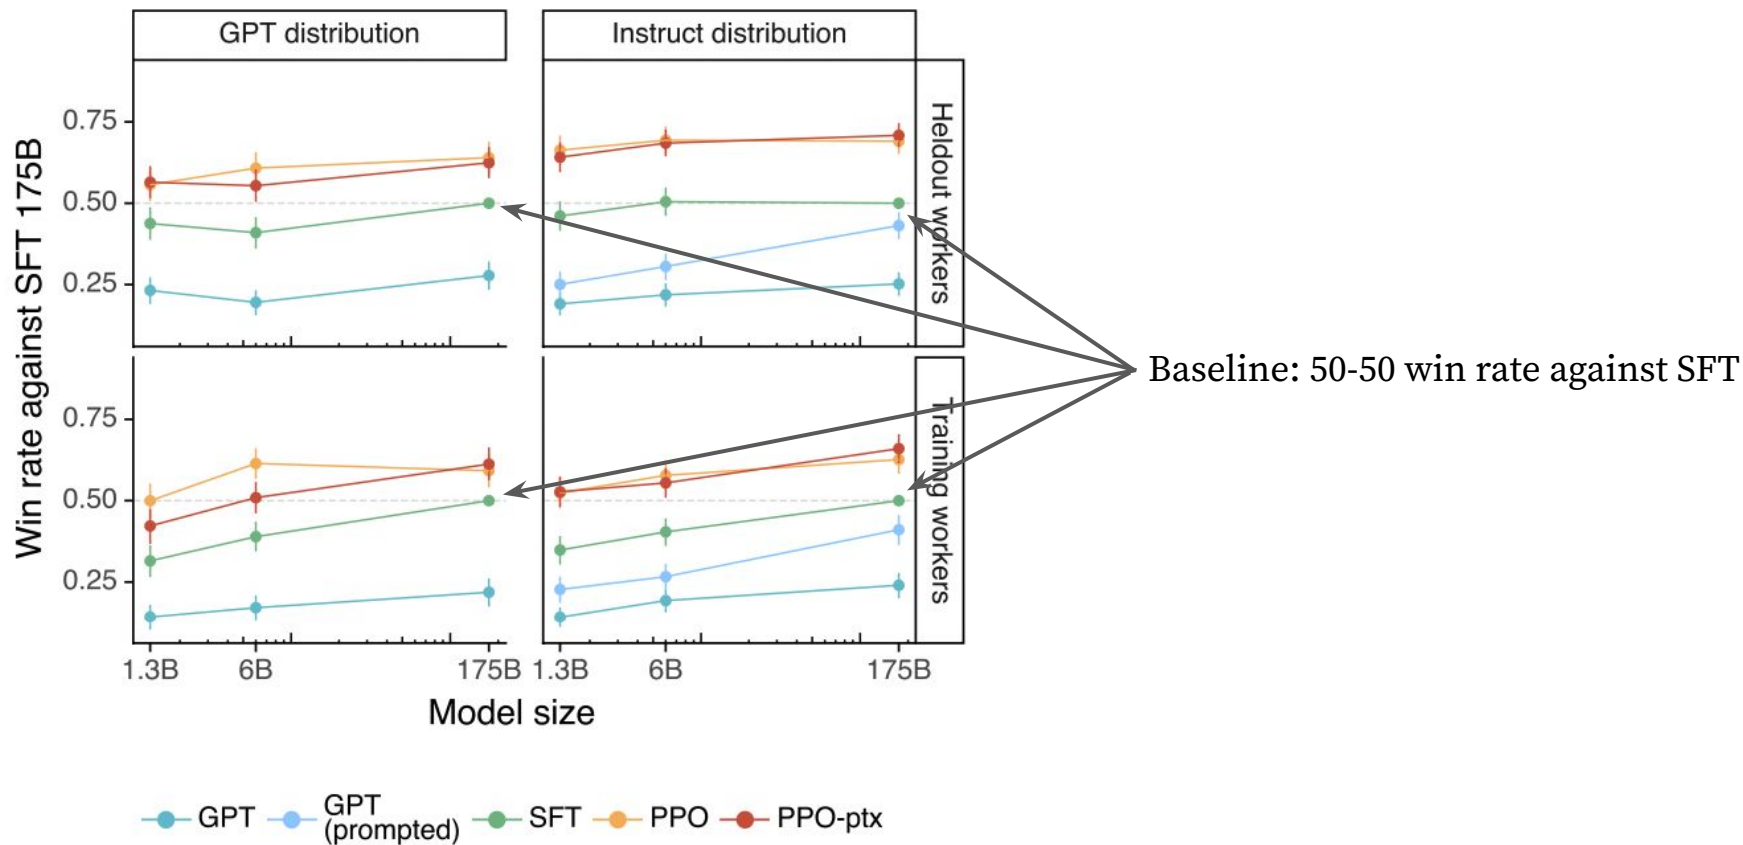 GPT distribution
Instruct distribution
Win rate against SFT 175B
0.75
0.50
0.25
Heldout workers
0.75
0.50
0.25
Training workers
Baseline: 50-50 win rate against SFT
1.3B 6B 175B 1.3B 6B 175B
Model size
GPT
GPT
(prompted)
SFT
PPO
PPO-ptx